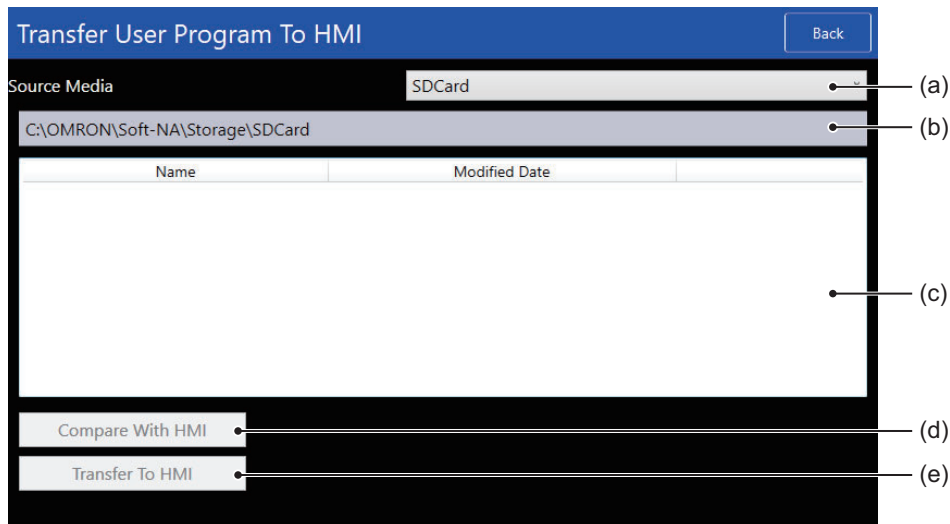 Transfer User Program To HMI
Back
Source Media
SDCard
(a)
C:\OMRON\Soft-NA\Storage\SDCard
(b)
Name
Modified Date
(c)
Compare With HMI
(d)
Transfer To HMI
(e)